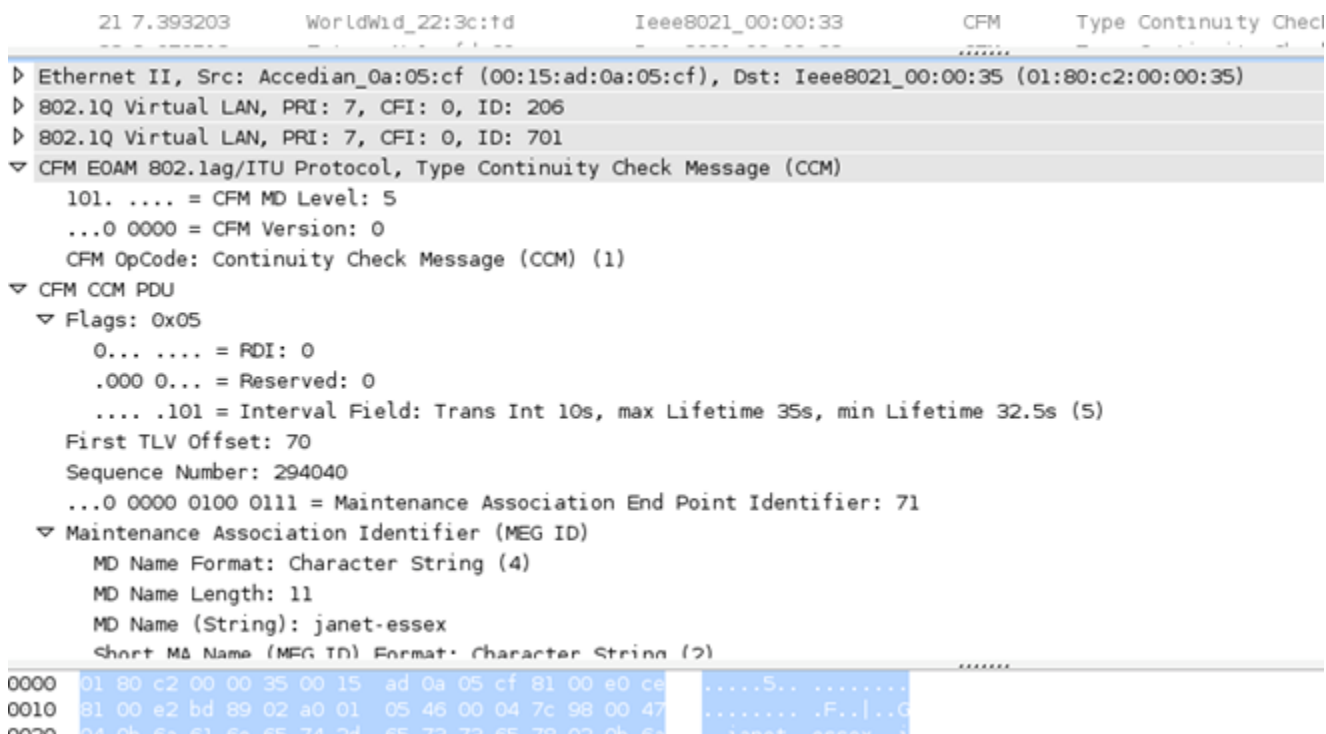 21 7.393203 WorldWid_22:3c:fd Ieee8021_00:00:33 CFM Type Continuity Check
Ethernet II, Src: Accedian_0a:05:cf (00:15:ad:0a:05:cf), Dst: Ieee8021_00:00:35 (01:80:c2:00:00:35)
802.1Q Virtual LAN, PRI: 7, CFI: 0, ID: 206
802.1Q Virtual LAN, PRI: 7, CFI: 0, ID: 701
CFM EOAM 802.1ag/ITU Protocol, Type Continuity Check Message (CCM)
101. .... = CFM MD Level: 5
...0 0000 = CFM Version: 0
CFM OpCode: Continuity Check Message (CCM) (1)
CFM CCM PDU
Flags: 0x05
0... .... = RDI: 0
.000 0... = Reserved: 0
.... .101 = Interval Field: Trans Int 10s, max Lifetime 35s, min Lifetime 32.5s (5)
First TLV Offset: 70
Sequence Number: 294040
...0 0000 0100 0111 = Maintenance Association End Point Identifier: 71
Maintenance Association Identifier (MEG ID)
MD Name Format: Character String (4)
MD Name Length: 11
MD Name (String): janet-essex
Short MA Name (MEG ID) Format: Character String (2)
0000 01 80 c2 00 00 35 00 15 ad 0a 05 cf 81 00 e0 ce .....5.. ........
0010 81 00 e2 bd 89 02 a0 01 05 46 00 04 7c 98 00 47 ........ .F..|..G